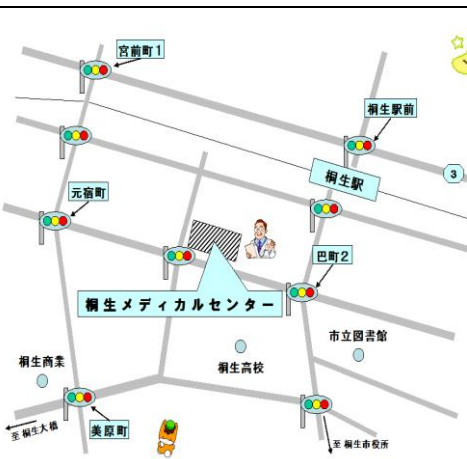 宮前町1
桐生駅前
桐生駅
3
元宿町
巴町2
桐生メディカルセンター
市立図書館
桐生商業
桐生高校
美原町
至 桐生大橋
至 桐生市役所